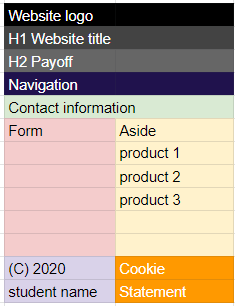 Website logo
H1 Website title
H2 Payoff
Navigation
Contact information
Form Aside
product 1
product 2
product 3
(C) 2020 Cookie
student name Statement